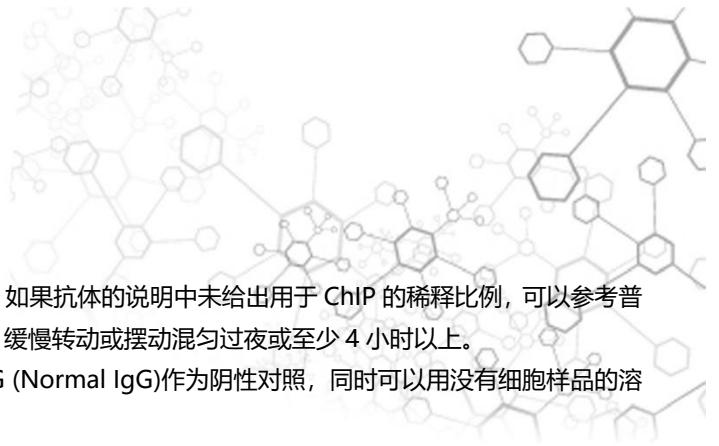 如果抗体的说明中未给出用于 ChIP 的稀释比例，可以参考普
缓慢转动或摆动混匀过夜或至少 4 小时以上。
G (Normal IgG)作为阴性对照，同时可以用没有细胞样品的溶